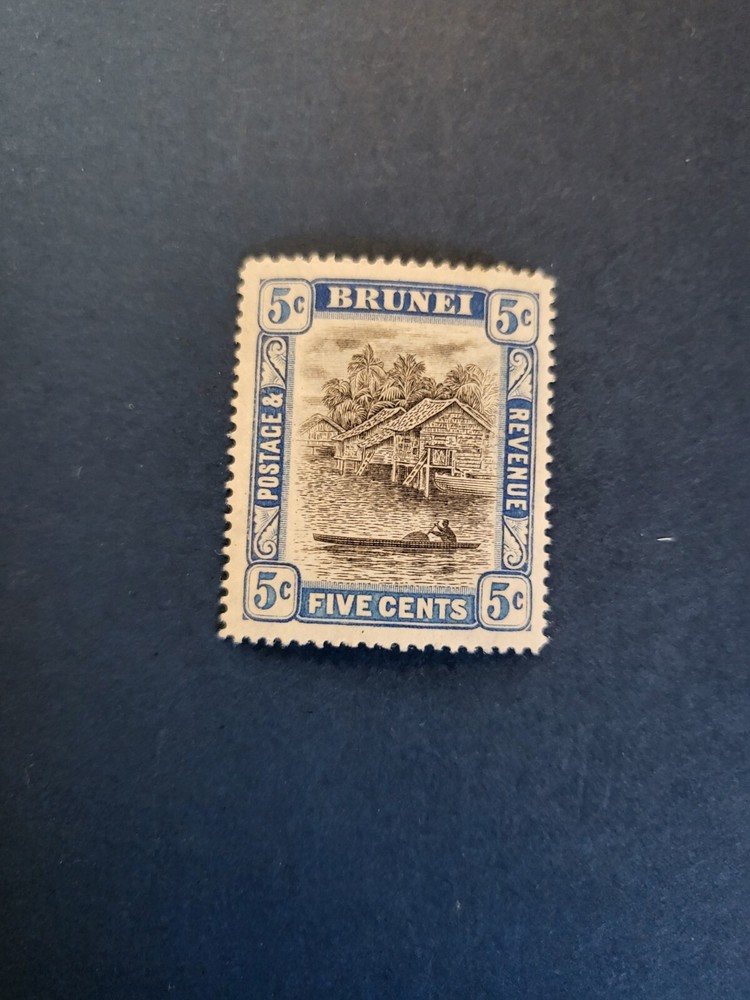 5c BRUNEI 5c
POSTAGE &
REVENUE
5c FIVE CENTS 5c